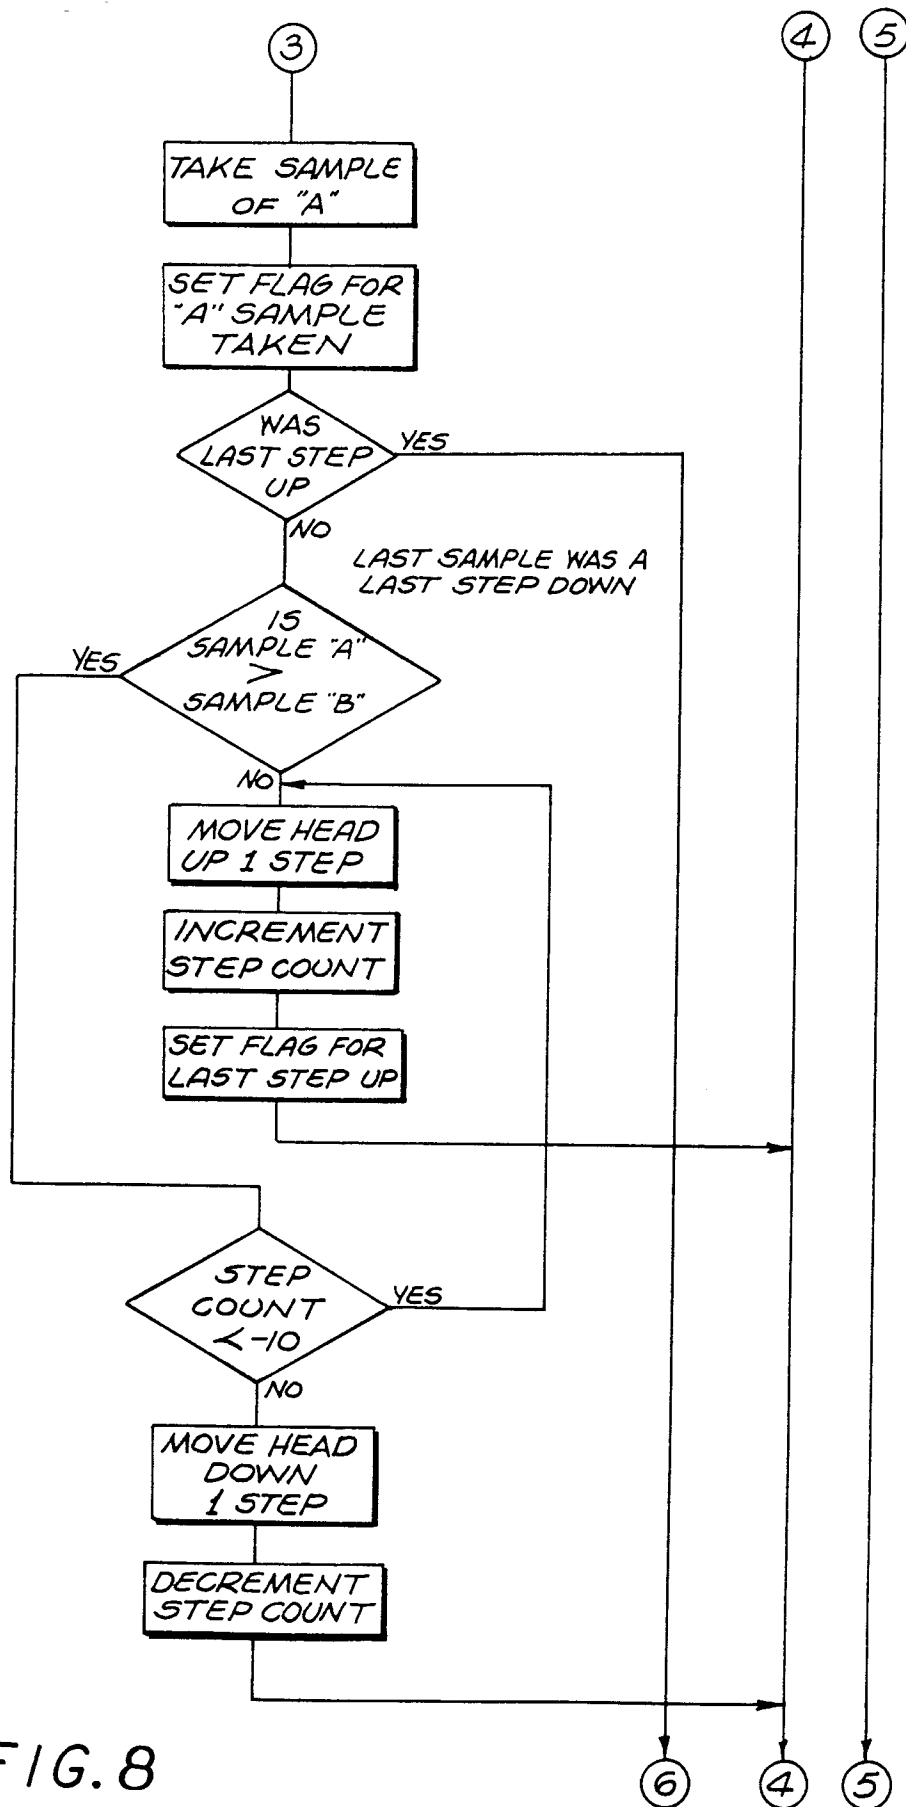 3
4
5
TAKE SAMPLE
OF "A"
SET FLAG FOR
"A" SAMPLE
TAKEN
WAS
LAST STEP
UP
YES
NO
LAST SAMPLE WAS A
LAST STEP DOWN
IS
SAMPLE "A"
>
SAMPLE "B"
YES
NO
MOVE HEAD
UP 1 STEP
INCREMENT
STEP COUNT
SET FLAG FOR
LAST STEP UP
STEP
COUNT
<-10
YES
NO
MOVE HEAD
DOWN
1 STEP
DECREMENT
STEP COUNT
FIG. 8
6
4
5